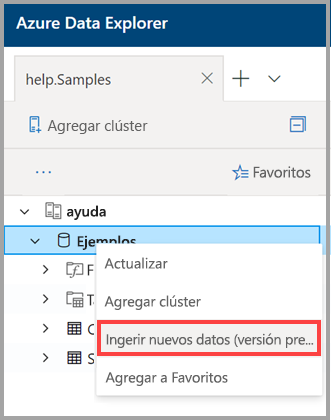 Azure Data Explorer
help.Samples
Agregar clúster
Favoritos
ayuda
Ejemplos
Actualizar
Agregar clúster
Ingerir nuevos datos (versión pre...
Agregar a Favoritos